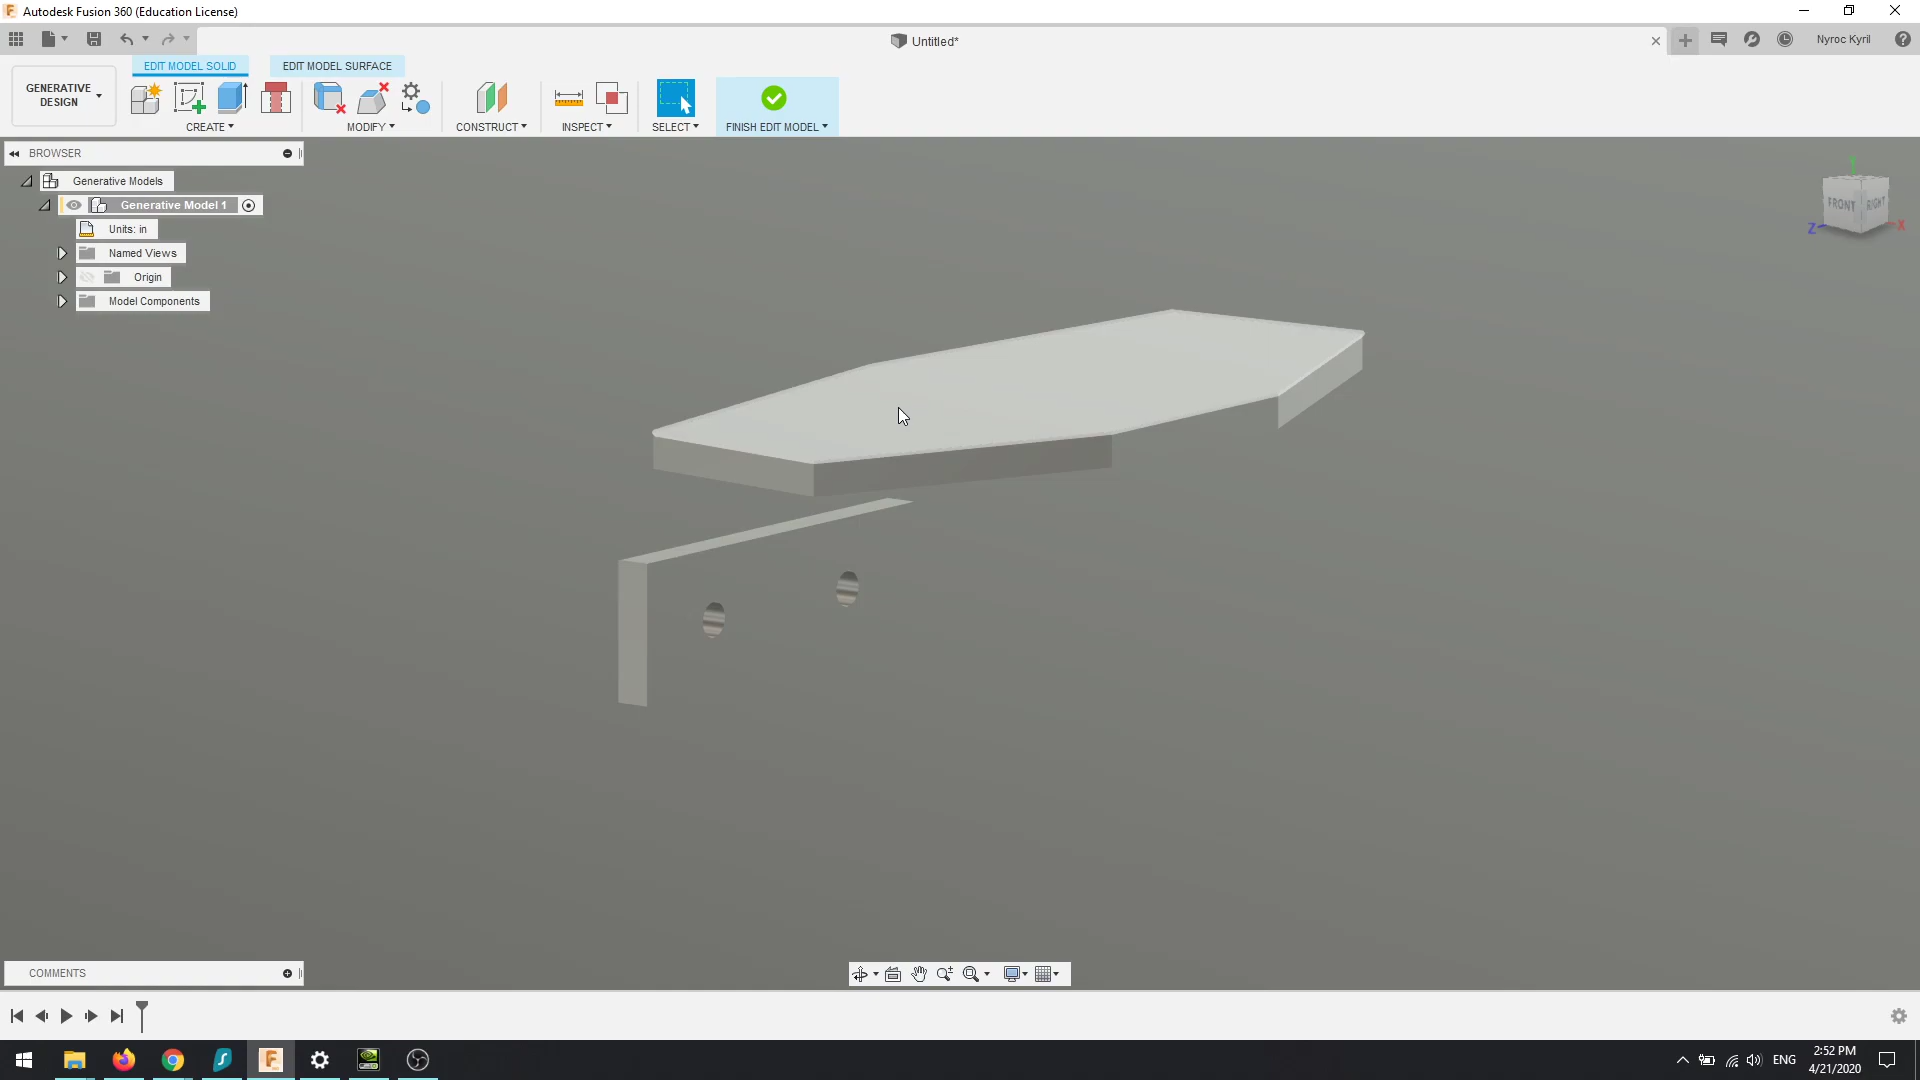 Autodesk Fusion 360 (Education License)
Untitled*
Nyroc Kyril
EDIT MODEL SOLID
EDIT MODEL SURFACE
GENERATIVE
DESIGN
CREATE
MODIFY
CONSTRUCT
INSPECT
SELECT
FINISH EDIT MODEL
BROWSER
Generative Models
Generative Model 1
Units: in
Named Views
Origin
Model Components
Y
FRONT
RIGHT
Z
X
COMMENTS
ENG
2:52 PM
4/21/2020